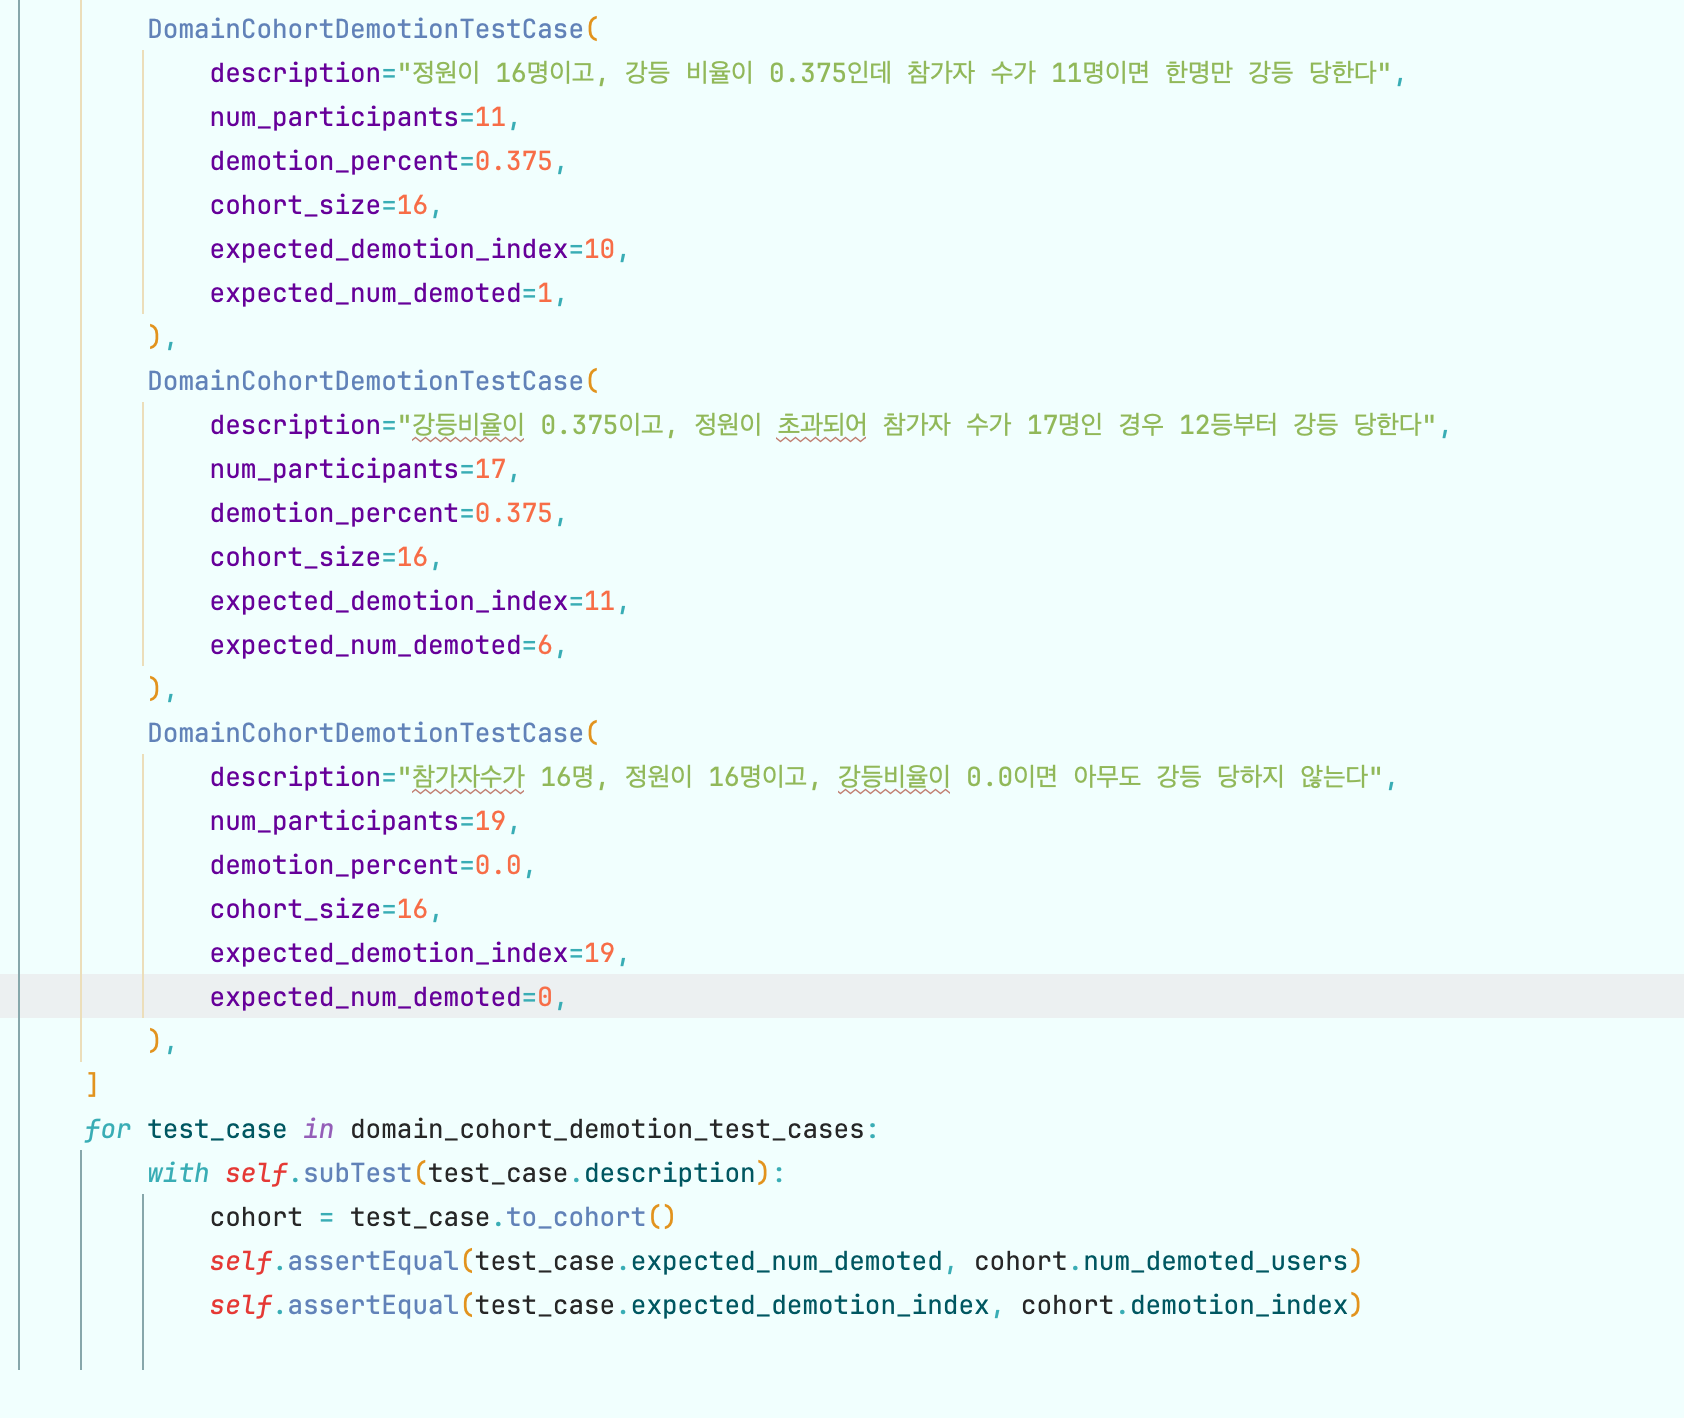 DomainCohortDemotionTestCase(
description="정원이 16명이고, 강등 비율이 0.375인데 참가자 수가 11명이면 한명만 강등 당한다",
num_participants=11,
demotion_percent=0.375,
cohort_size=16,
expected_demotion_index=10,
expected_num_demoted=1,
),
DomainCohortDemotionTestCase(
description="강등비율이 0.375이고, 정원이 초과되어 참가자 수가 17명인 경우 12등부터 강등 당한다",
num_participants=17,
demotion_percent=0.375,
cohort_size=16,
expected_demotion_index=11,
expected_num_demoted=6,
),
DomainCohortDemotionTestCase(
description="참가자수가 16명, 정원이 16명이고, 강등비율이 0.0이면 아무도 강등 당하지 않는다",
num_participants=19,
demotion_percent=0.0,
cohort_size=16,
expected_demotion_index=19,
expected_num_demoted=0,
),
]
for test_case in domain_cohort_demotion_test_cases:
with self.subTest(test_case.description):
cohort = test_case.to_cohort()
self.assertEqual(test_case.expected_num_demoted, cohort.num_demoted_users)
self.assertEqual(test_case.expected_demotion_index, cohort.demotion_index)